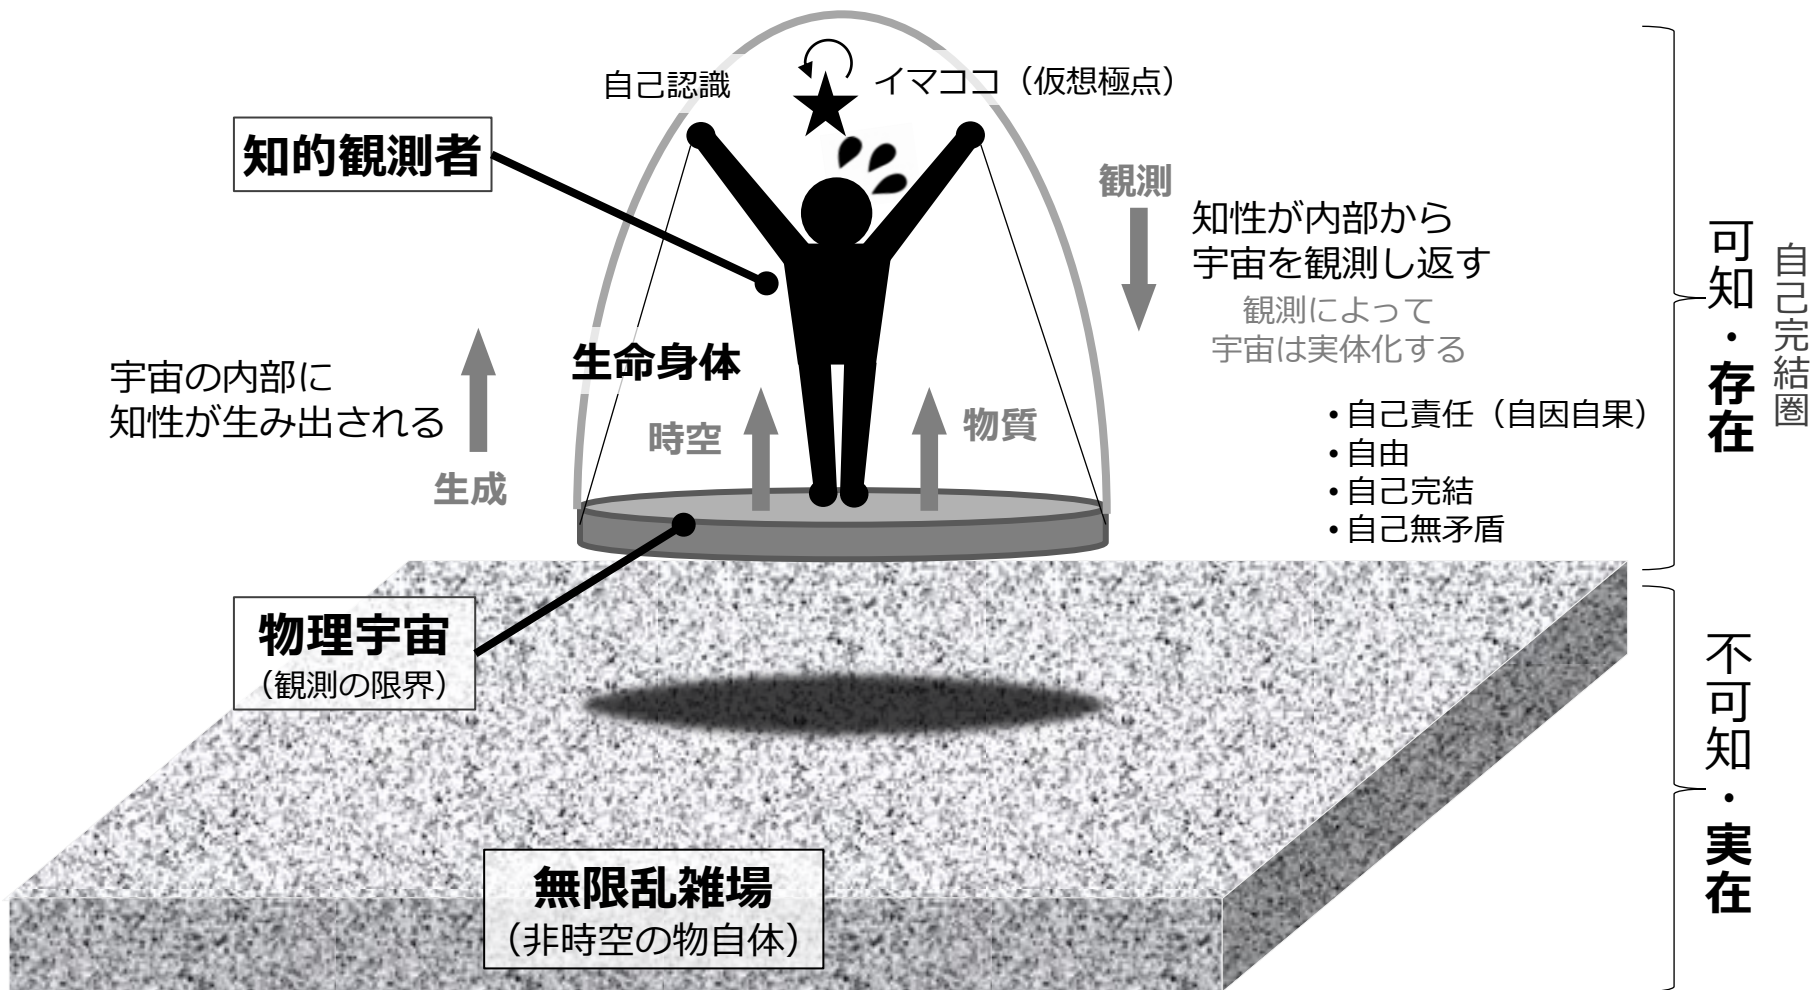 自己認識
イマココ（仮想極点）
知的観測者
観測
知性が内部から
宇宙を観測し返す
観測によって
宇宙は実体化する
生命身体
宇宙の内部に
知性が生み出される
生成
時空
物質
・自己責任（自因自果）
・自由
・自己完結
・自己無矛盾
可知・存在
自己完結圏
物理宇宙
（観測の限界）
不可知・実在
無限乱雑場
（非時空の物自体）